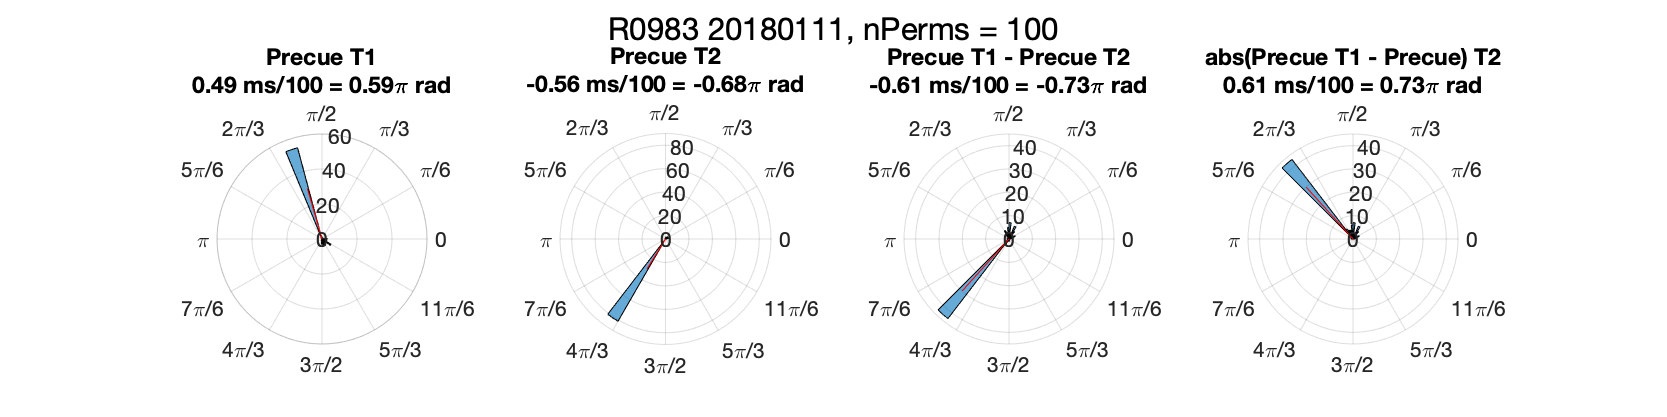 R0983 20180111, nPerms = 100
Precue T1
0.49 ms/100 = 0.59π rad
π/2
2π/3
60
π/3
5π/6
40
π/6
20
π
0
0
7π/6
11π/6
4π/3
5π/3
3π/2
Precue T2
-0.56 ms/100 = -0.68π rad
π/2
2π/3
π/3
80
5π/6
60
π/6
40
20
π
0
0
7π/6
11π/6
4π/3
5π/3
3π/2
Precue T1 - Precue T2
-0.61 ms/100 = -0.73π rad
π/2
2π/3
π/3
40
5π/6
30
π/6
20
10
π
0
0
7π/6
11π/6
4π/3
5π/3
3π/2
abs(Precue T1 - Precue) T2
0.61 ms/100 = 0.73π rad
π/2
2π/3
π/3
40
5π/6
30
π/6
20
10
π
0
0
7π/6
11π/6
4π/3
5π/3
3π/2